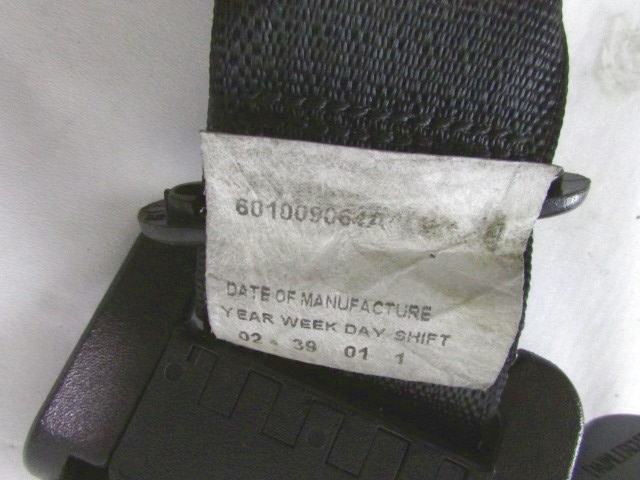 601009064A
DATE OF MANUFACTURE
YEAR WEEK DAY SHIFT
02 39 01 1